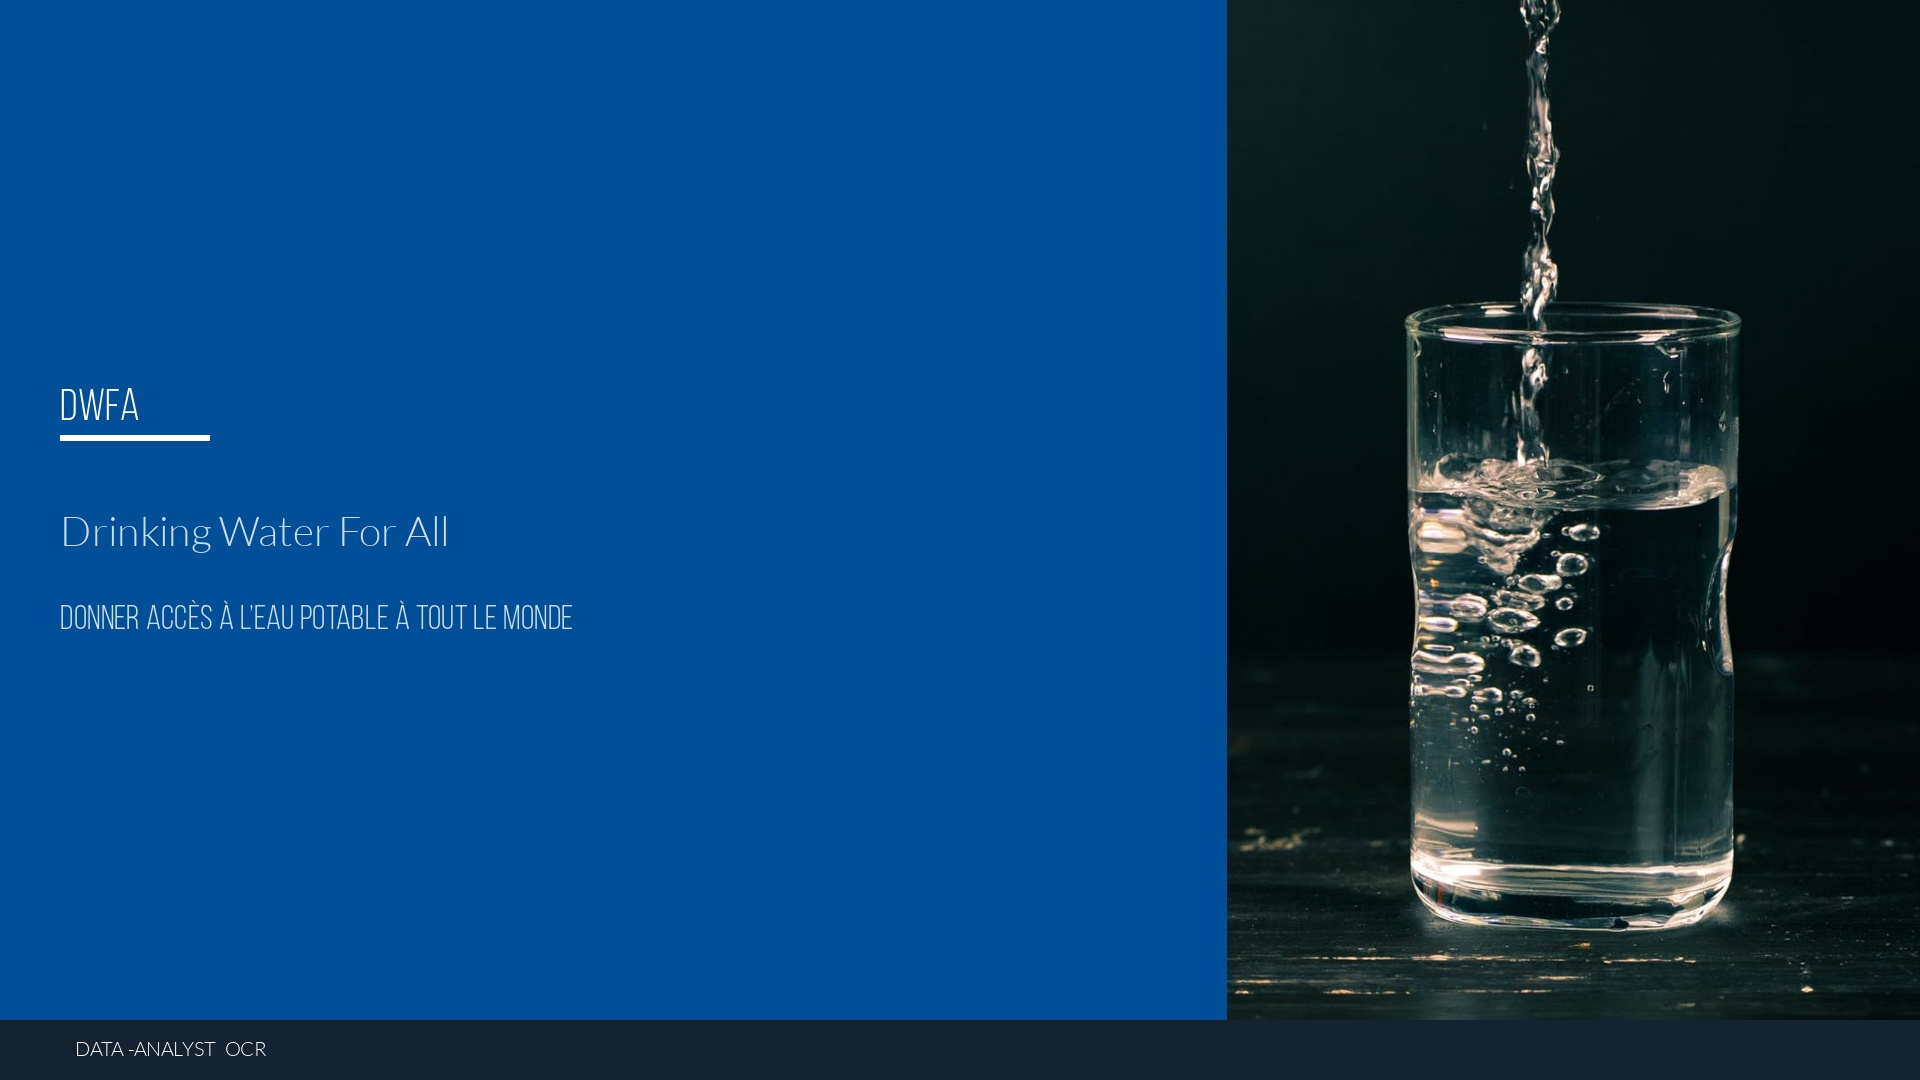 DWFA
Drinking Water For All
DONNER ACCÈS À L'EAU POTABLE À TOUT LE MONDE
DATA -ANALYST OCR